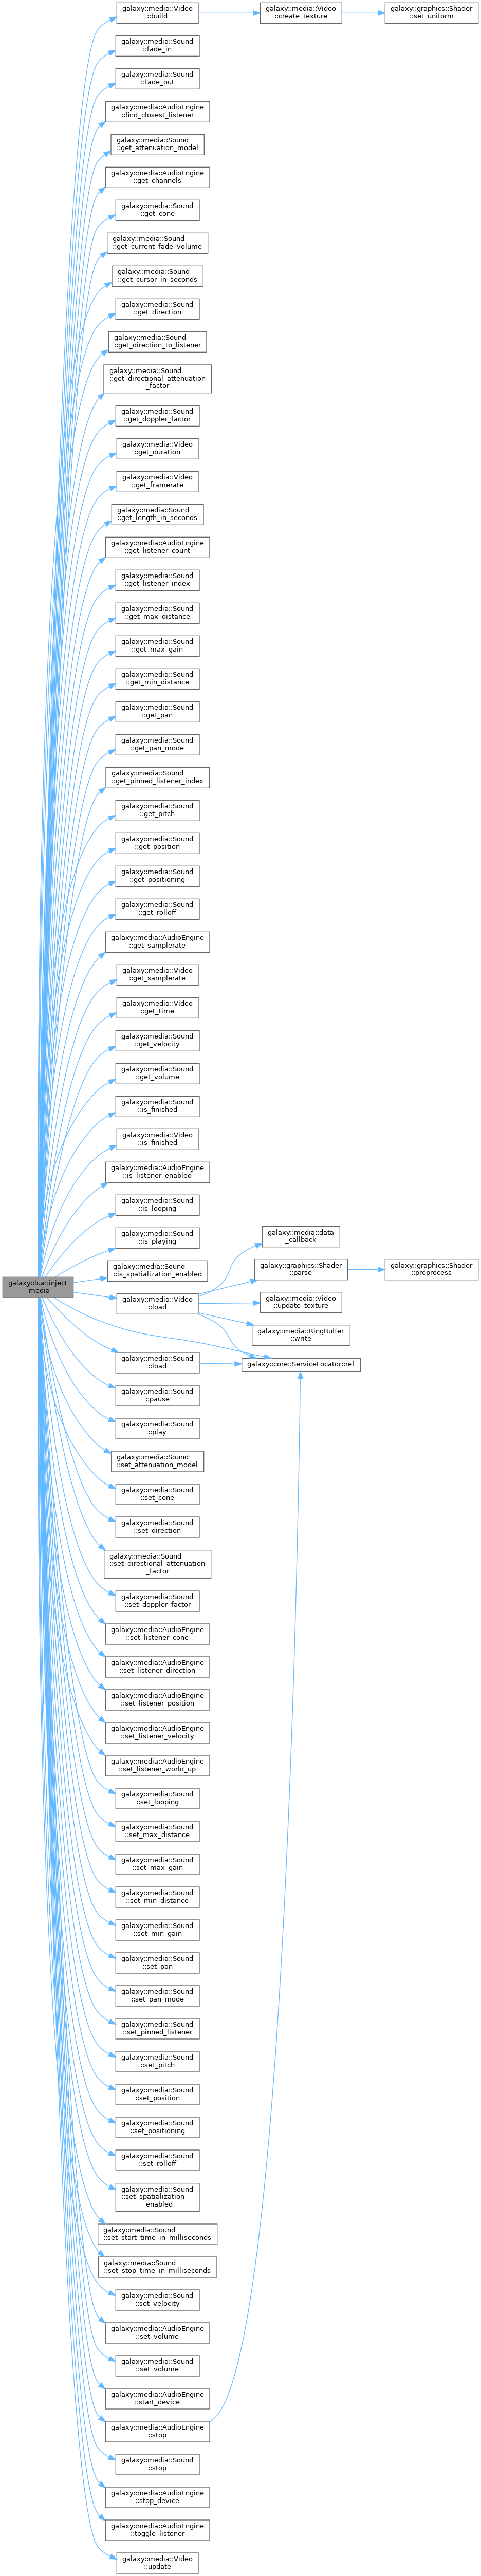 galaxy::media::Video
::build
galaxy::media::Video
::create_texture
galaxy::graphics::Shader
::set_uniform
galaxy::media::Sound
::fade_in
galaxy::media::Sound
::fade_out
galaxy::media::AudioEngine
::find_closest_listener
galaxy::media::Sound
::get_attenuation_model
galaxy::media::AudioEngine
::get_channels
galaxy::media::Sound
::get_cone
galaxy::media::Sound
::get_current_fade_volume
galaxy::media::Sound
::get_cursor_in_seconds
galaxy::media::Sound
::get_direction
galaxy::media::Sound
::get_direction_to_listener
galaxy::media::Sound
::get_directional_attenuation
_factor
galaxy::media::Sound
::get_doppler_factor
galaxy::media::Video
::get_duration
galaxy::media::Video
::get_framerate
galaxy::media::Sound
::get_length_in_seconds
galaxy::media::AudioEngine
::get_listener_count
galaxy::media::Sound
::get_listener_index
galaxy::media::Sound
::get_max_distance
galaxy::media::Sound
::get_max_gain
galaxy::media::Sound
::get_min_distance
galaxy::media::Sound
::get_pan
galaxy::media::Sound
::get_pan_mode
galaxy::media::Sound
::get_pinned_listener_index
galaxy::media::Sound
::get_pitch
galaxy::media::Sound
::get_position
galaxy::media::Sound
::get_positioning
galaxy::media::Sound
::get_rolloff
galaxy::media::AudioEngine
::get_samplerate
galaxy::media::Video
::get_samplerate
galaxy::media::Video
::get_time
galaxy::media::Sound
::get_velocity
galaxy::media::Sound
::get_volume
galaxy::media::Sound
::is_finished
galaxy::media::Video
::is_finished
galaxy::media::AudioEngine
::is_listener_enabled
galaxy::media::Sound
::is_looping
galaxy::media::Sound
::is_playing
galaxy::media::data
_callback
galaxy::media::Sound
::is_spatialization_enabled
galaxy::graphics::Shader
::parse
galaxy::graphics::Shader
::preprocess
galaxy::lua::inject
_media
galaxy::media::Video
::load
galaxy::media::Video
::update_texture
galaxy::media::RingBuffer
::write
galaxy::media::Sound
::load
galaxy::core::ServiceLocator::ref
galaxy::media::Sound
::pause
galaxy::media::Sound
::play
galaxy::media::Sound
::set_attenuation_model
galaxy::media::Sound
::set_cone
galaxy::media::Sound
::set_direction
galaxy::media::Sound
::set_directional_attenuation
_factor
galaxy::media::Sound
::set_doppler_factor
galaxy::media::AudioEngine
::set_listener_cone
galaxy::media::AudioEngine
::set_listener_direction
galaxy::media::AudioEngine
::set_listener_position
galaxy::media::AudioEngine
::set_listener_velocity
galaxy::media::AudioEngine
::set_listener_world_up
galaxy::media::Sound
::set_looping
galaxy::media::Sound
::set_max_distance
galaxy::media::Sound
::set_max_gain
galaxy::media::Sound
::set_min_distance
galaxy::media::Sound
::set_min_gain
galaxy::media::Sound
::set_pan
galaxy::media::Sound
::set_pan_mode
galaxy::media::Sound
::set_pinned_listener
galaxy::media::Sound
::set_pitch
galaxy::media::Sound
::set_position
galaxy::media::Sound
::set_positioning
galaxy::media::Sound
::set_rolloff
galaxy::media::Sound
::set_spatialization
_enabled
galaxy::media::Sound
::set_start_time_in_milliseconds
galaxy::media::Sound
::set_stop_time_in_milliseconds
galaxy::media::Sound
::set_velocity
galaxy::media::AudioEngine
::set_volume
galaxy::media::Sound
::set_volume
galaxy::media::AudioEngine
::start_device
galaxy::media::AudioEngine
::stop
galaxy::media::Sound
::stop
galaxy::media::AudioEngine
::stop_device
galaxy::media::AudioEngine
::toggle_listener
galaxy::media::Video
::update